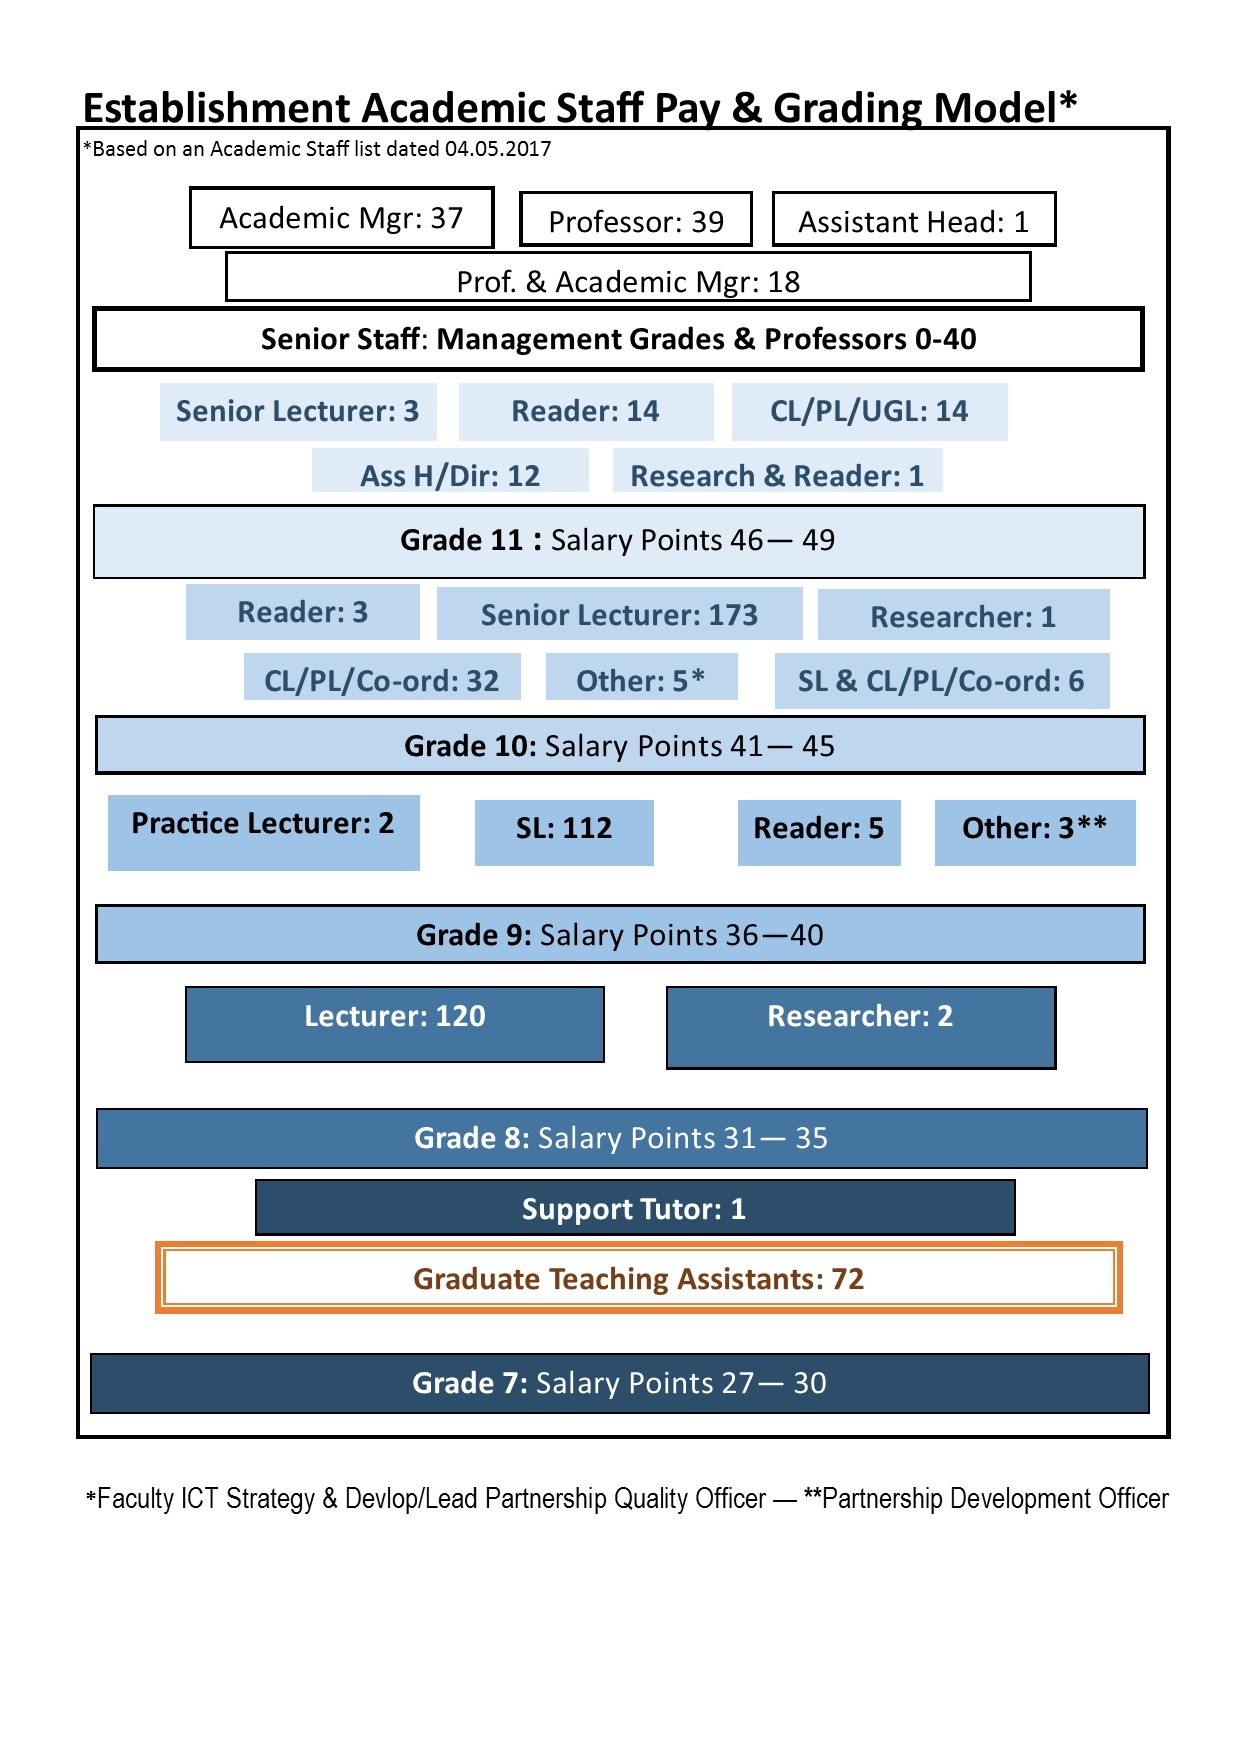 Establishment Academic Staff Pay & Grading Model*
*Based on an Academic Staff list dated 04.05.2017
Academic Mgr: 37
Professor: 39
Assistant Head: 1
Prof. & Academic Mgr: 18
Senior Staff: Management Grades & Professors 0-40
Senior Lecturer: 3
Reader: 14
CL/PL/UGL: 14
Ass H/Dir: 12
Research & Reader: 1
Grade 11 : Salary Points 46— 49
Reader: 3
Senior Lecturer: 173
Researcher: 1
CL/PL/Co-ord: 32
Other: 5*
SL & CL/PL/Co-ord: 6
Grade 10: Salary Points 41— 45
Practice Lecturer: 2
SL: 112
Reader: 5
Other: 3**
Grade 9: Salary Points 36—40
Lecturer: 120
Researcher: 2
Grade 8: Salary Points 31— 35
Support Tutor: 1
Graduate Teaching Assistants: 72
Grade 7: Salary Points 27— 30
*Faculty ICT Strategy & Devlop/Lead Partnership Quality Officer — **Partnership Development Officer